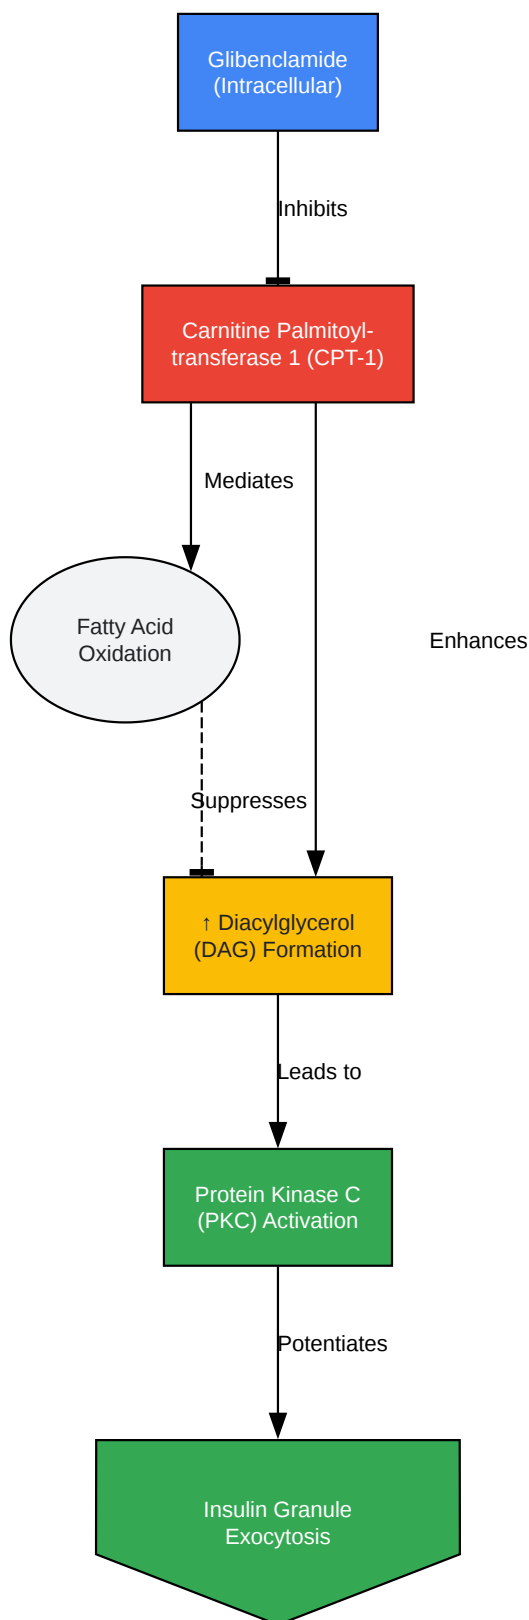 Glibenclamide
(Intracellular)
Inhibits
Carnitine Palmitoyl-
transferase 1 (CPT-1)
Mediates
Fatty Acid
Oxidation
Enhances
Suppresses
↑ Diacylglycerol
(DAG) Formation
Leads to
Protein Kinase C
(PKC) Activation
Potentiates
Insulin Granule
Exocytosis